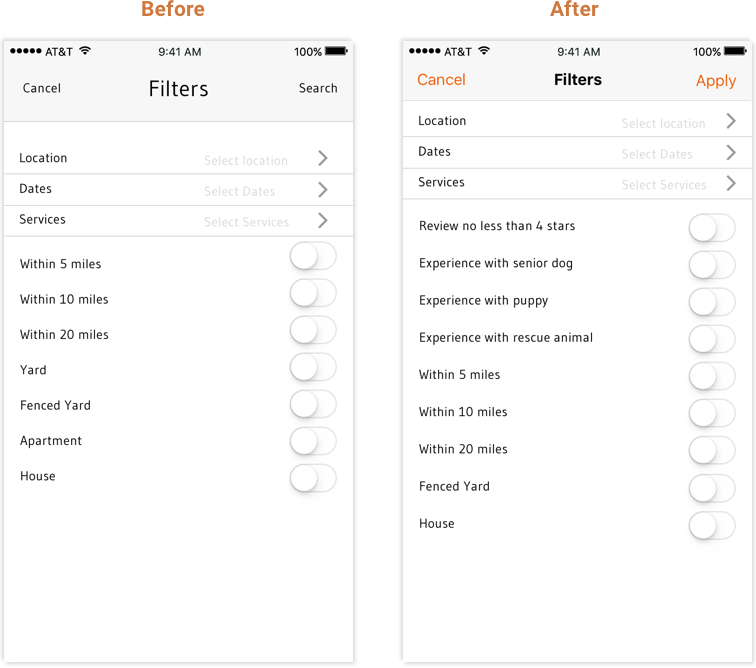 Before
AT&T 9:41 AM 100%
Cancel Filters Search
Location Select location
Dates Select Dates
Services Select Services
Within 5 miles
Within 10 miles
Within 20 miles
Yard
Fenced Yard
Apartment
House
After
AT&T 9:41 AM 100%
Cancel Filters Apply
Location Select location
Dates Select Dates
Services Select Services
Review no less than 4 stars
Experience with senior dog
Experience with puppy
Experience with rescue animal
Within 5 miles
Within 10 miles
Within 20 miles
Fenced Yard
House